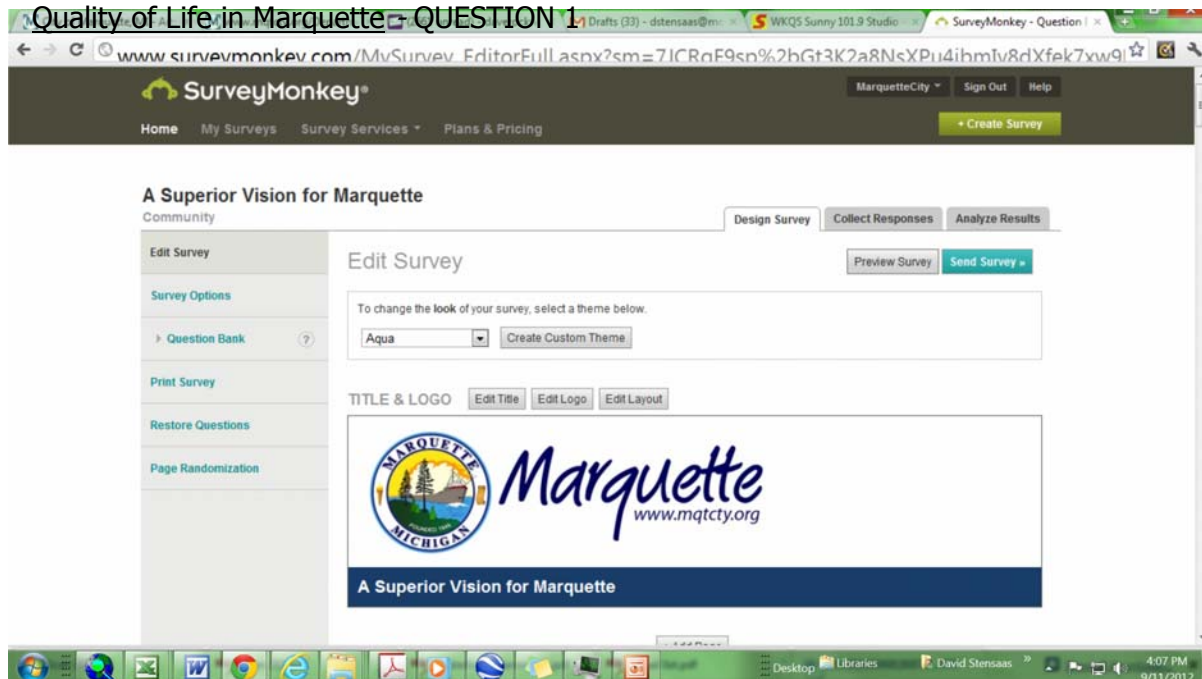 Quality of Life in Marquette - QUESTION 1
Drafts (33) - dstensaas@m
WKQS Sunny 101.9 Studio
SurveyMonkey - Question
www.surveymonkey.com/MySurvey_EditorFull.aspx?sm=
SurveyMonkey®
MarquetteCity Sign Out Help
Home My Surveys Survey Services Plans & Pricing
+ Create Survey
A Superior Vision for Marquette
Community
Design Survey Collect Responses Analyze Results
Edit Survey
Edit Survey
Preview Survey Send Survey »
Survey Options
To change the look of your survey, select a theme below.
Question Bank ?
Aqua Create Custom Theme
Print Survey
TITLE & LOGO Edit Title Edit Logo Edit Layout
Restore Questions
Page Randomization
MARQUETTE
MICHIGAN
Marquette
www.mqtcty.org
A Superior Vision for Marquette
Desktop Libraries David Stensaas » 4:07 PM
9/11/2012